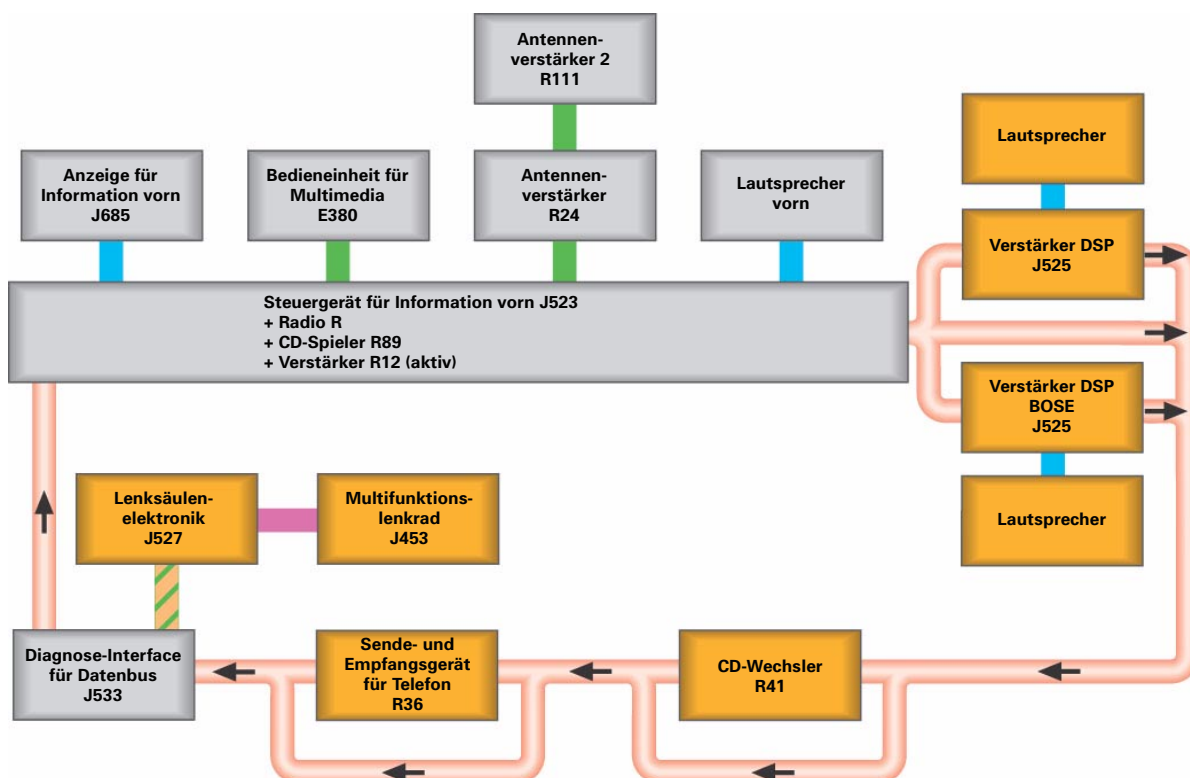 Antennen-
verstärker 2
R111
Anzeige für
Information vorn
J685
Bedieneinheit für
Multimedia
E380
Antennen-
verstärker
R24
Lautsprecher
vorn
Lautsprecher
Verstärker DSP
J525
Steuergerät für Information vorn J523
+ Radio R
+ CD-Spieler R89
+ Verstärker R12 (aktiv)
Verstärker DSP
BOSE
J525
Lautsprecher
Lenksäulen-
elektronik
J527
Multifunktions-
lenkrad
J453
Diagnose-Interface
für Datenbus
J533
Sende- und
Empfangsgerät
für Telefon
R36
CD-Wechsler
R41